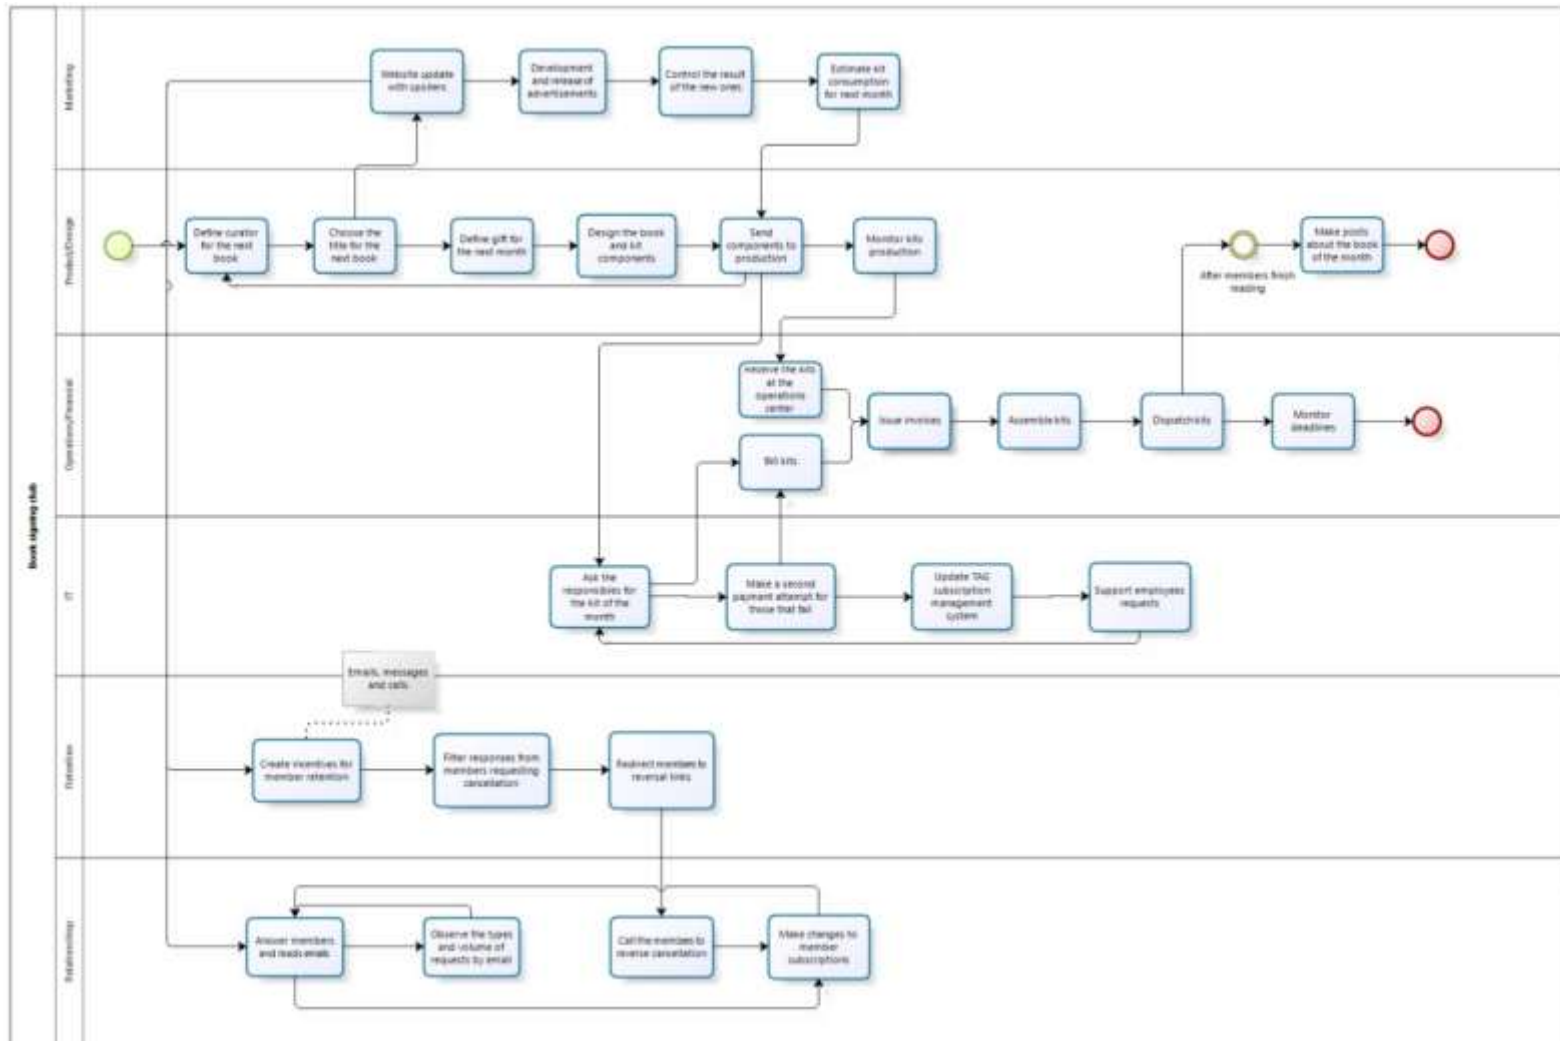 Book signing club
Marketing
Website update
with spoilers
Development
and release of
advertisements
Control the result
of the new ones
Estimate kit
consumption
for next month
Product/Design
Define curator
for the next
book
Choose the
title for the
next book
Define gift for
the next month
Design the book
and kit
components
Send
components to
production
Monitor kits
production
After members finish
reading
Make posts
about the book
of the month
Operation/Financial
Receive the kits
at the
operations
center
Bill kits
Issue invoices
Assemble kits
Dispatch kits
Monitor
deadlines
IT
Ask the
responsibles for
the kit of the
month
Make a second
payment attempt for
those that fail
Update TAG
subscription
management
system
Support employees
requests
Emails, messages
and calls
Retention
Create incentives for
member retention
Filter responses from
members requesting
cancellation
Redirect members to
reversal links
Relationship
Answer members
and leads emails
Observe the types
and volume of
requests by email
Call the members to
reverse cancellation
Make changes to
member
subscriptions